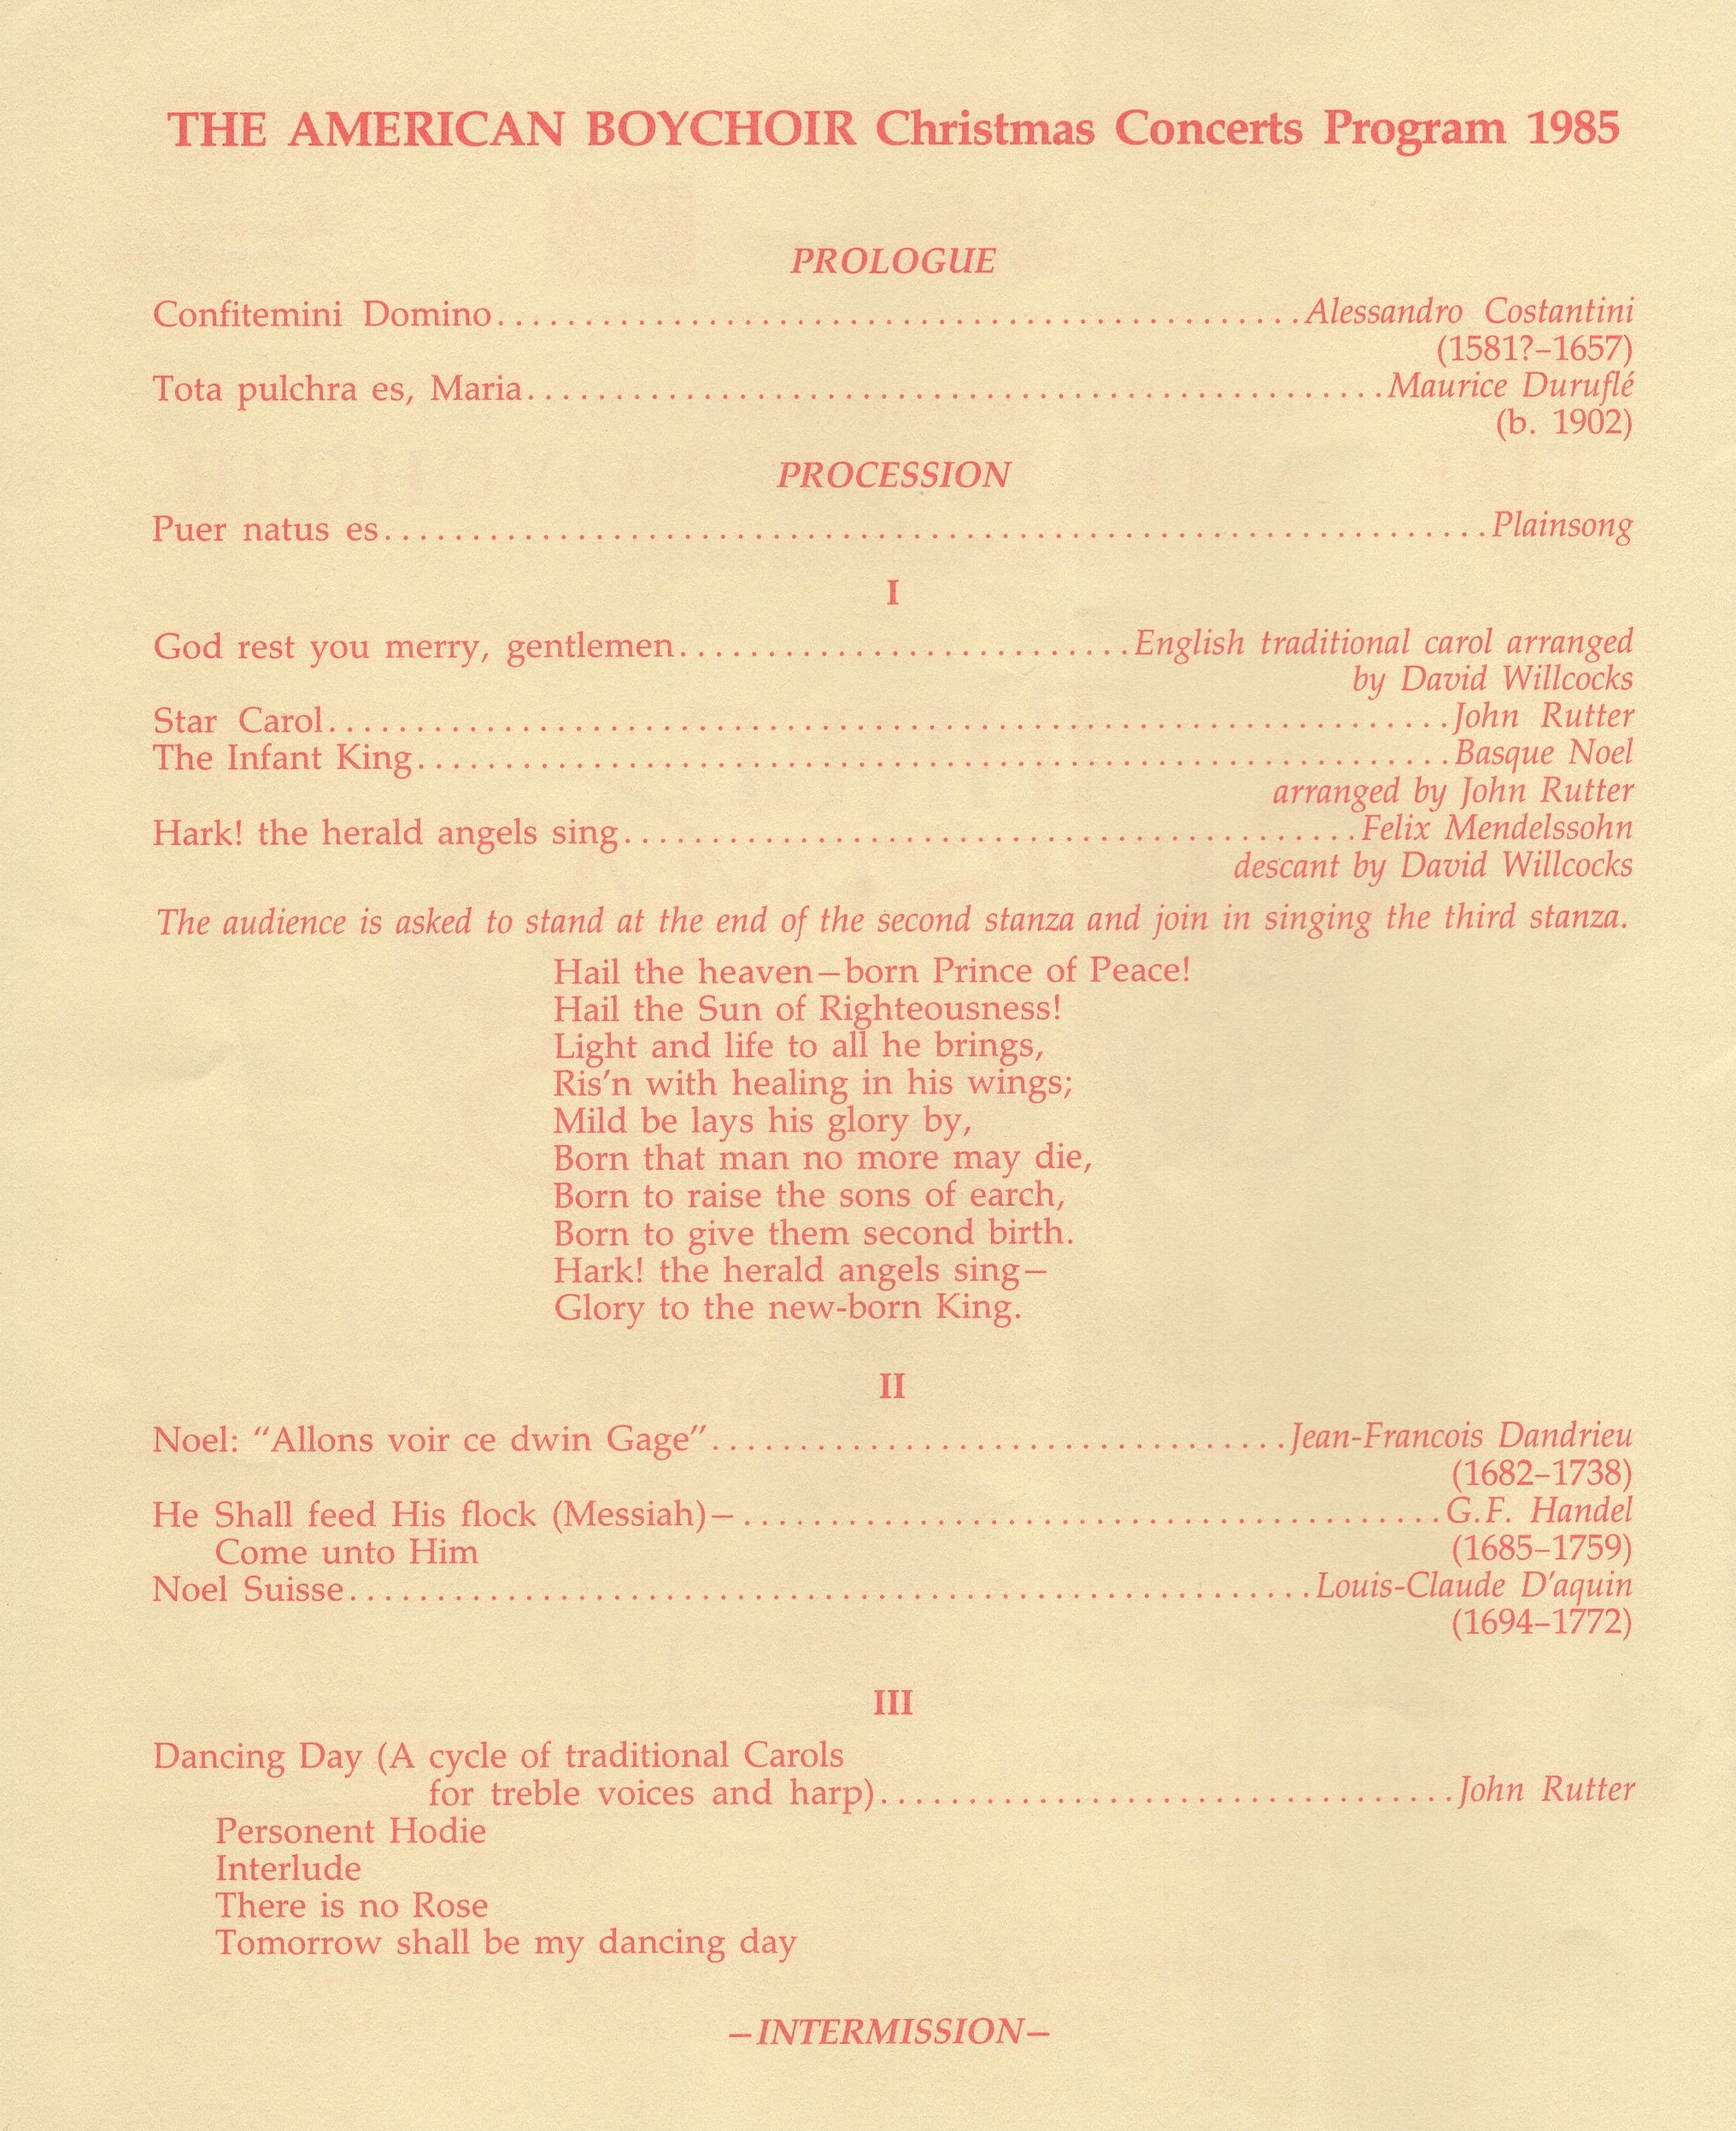 THE AMERICAN BOYCHOIR Christmas Concerts Program 1985
PROLOGUE
Confitemini Domino................................................Alessandro Costantini
(1581?–1657)
Tota pulchra es, Maria..................................................Maurice Duruflé
(b. 1902)
PROCESSION
Puer natus es................................................................Plainsong
I
God rest you merry, gentlemen..........................English traditional carol arranged
by David Willcocks
Star Carol.................................................................John Rutter
The Infant King............................................................Basque Noel
arranged by John Rutter
Hark! the herald angels sing...........................................Felix Mendelssohn
descant by David Willcocks
The audience is asked to stand at the end of the second stanza and join in singing the third stanza.
Hail the heaven—born Prince of Peace!
Hail the Sun of Righteousness!
Light and life to all he brings,
Ris'n with healing in his wings;
Mild be lays his glory by,
Born that man no more may die,
Born to raise the sons of earch,
Born to give them second birth.
Hark! the herald angels sing—
Glory to the new-born King.
II
Noel: "Allons voir ce dwin Gage".................................Jean-Francois Dandrieu
(1682–1738)
He Shall feed His flock (Messiah)—........................................G.F. Handel
Come unto Him (1685–1759)
Noel Suisse........................................................Louis-Claude D'aquin
(1694–1772)
III
Dancing Day (A cycle of traditional Carols
for treble voices and harp).................................John Rutter
Personent Hodie
Interlude
There is no Rose
Tomorrow shall be my dancing day
—INTERMISSION—